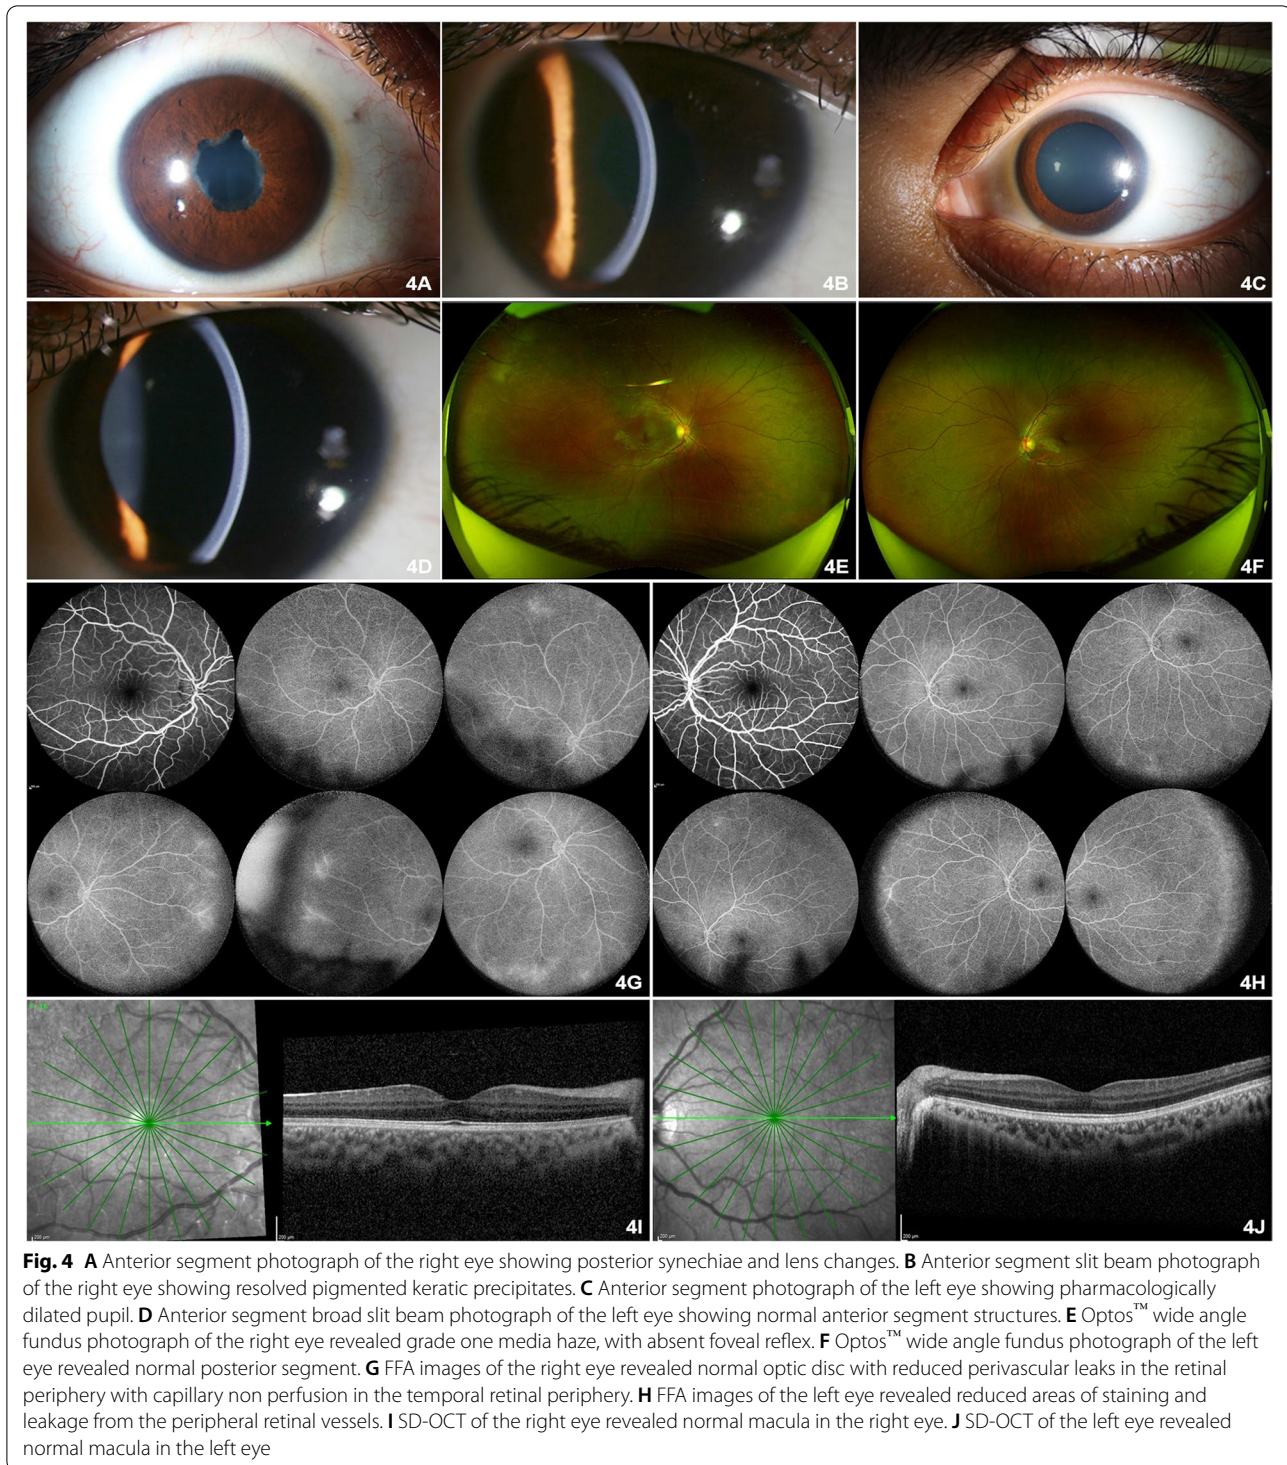 4A
4B
4C
4D
4E
4F
4G
4H
200 µm
200 µm
4I
200 µm
200 µm
4J
Fig. 4 A Anterior segment photograph of the right eye showing posterior synechiae and lens changes. B Anterior segment slit beam photograph
of the right eye showing resolved pigmented keratic precipitates. C Anterior segment photograph of the left eye showing pharmacologically
dilated pupil. D Anterior segment broad slit beam photograph of the left eye showing normal anterior segment structures. E Optos™ wide angle
fundus photograph of the right eye revealed grade one media haze, with absent foveal reflex. F Optos™ wide angle fundus photograph of the left
eye revealed normal posterior segment. G FFA images of the right eye revealed normal optic disc with reduced perivascular leaks in the retinal
periphery with capillary non perfusion in the temporal retinal periphery. H FFA images of the left eye revealed reduced areas of staining and
leakage from the peripheral retinal vessels. I SD-OCT of the right eye revealed normal macula in the right eye. J SD-OCT of the left eye revealed
normal macula in the left eye